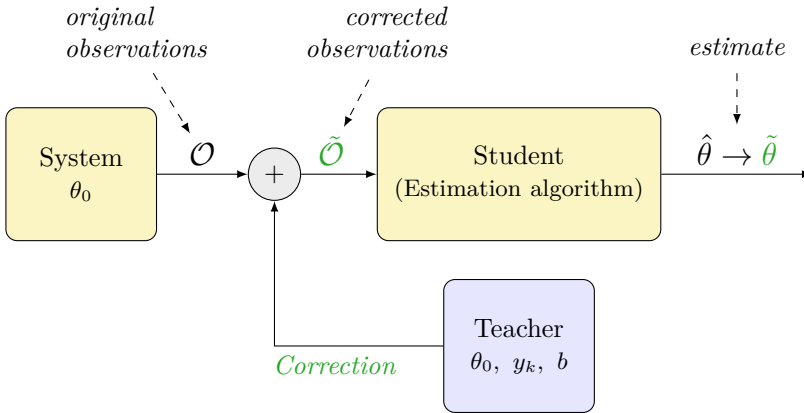 original
observations
corrected
observations
estimate
System
θ₀
𝒪
+
𝒪̃
Student
(Estimation algorithm)
θ̂ → θ̃
Teacher
θ₀, yₖ, b
Correction